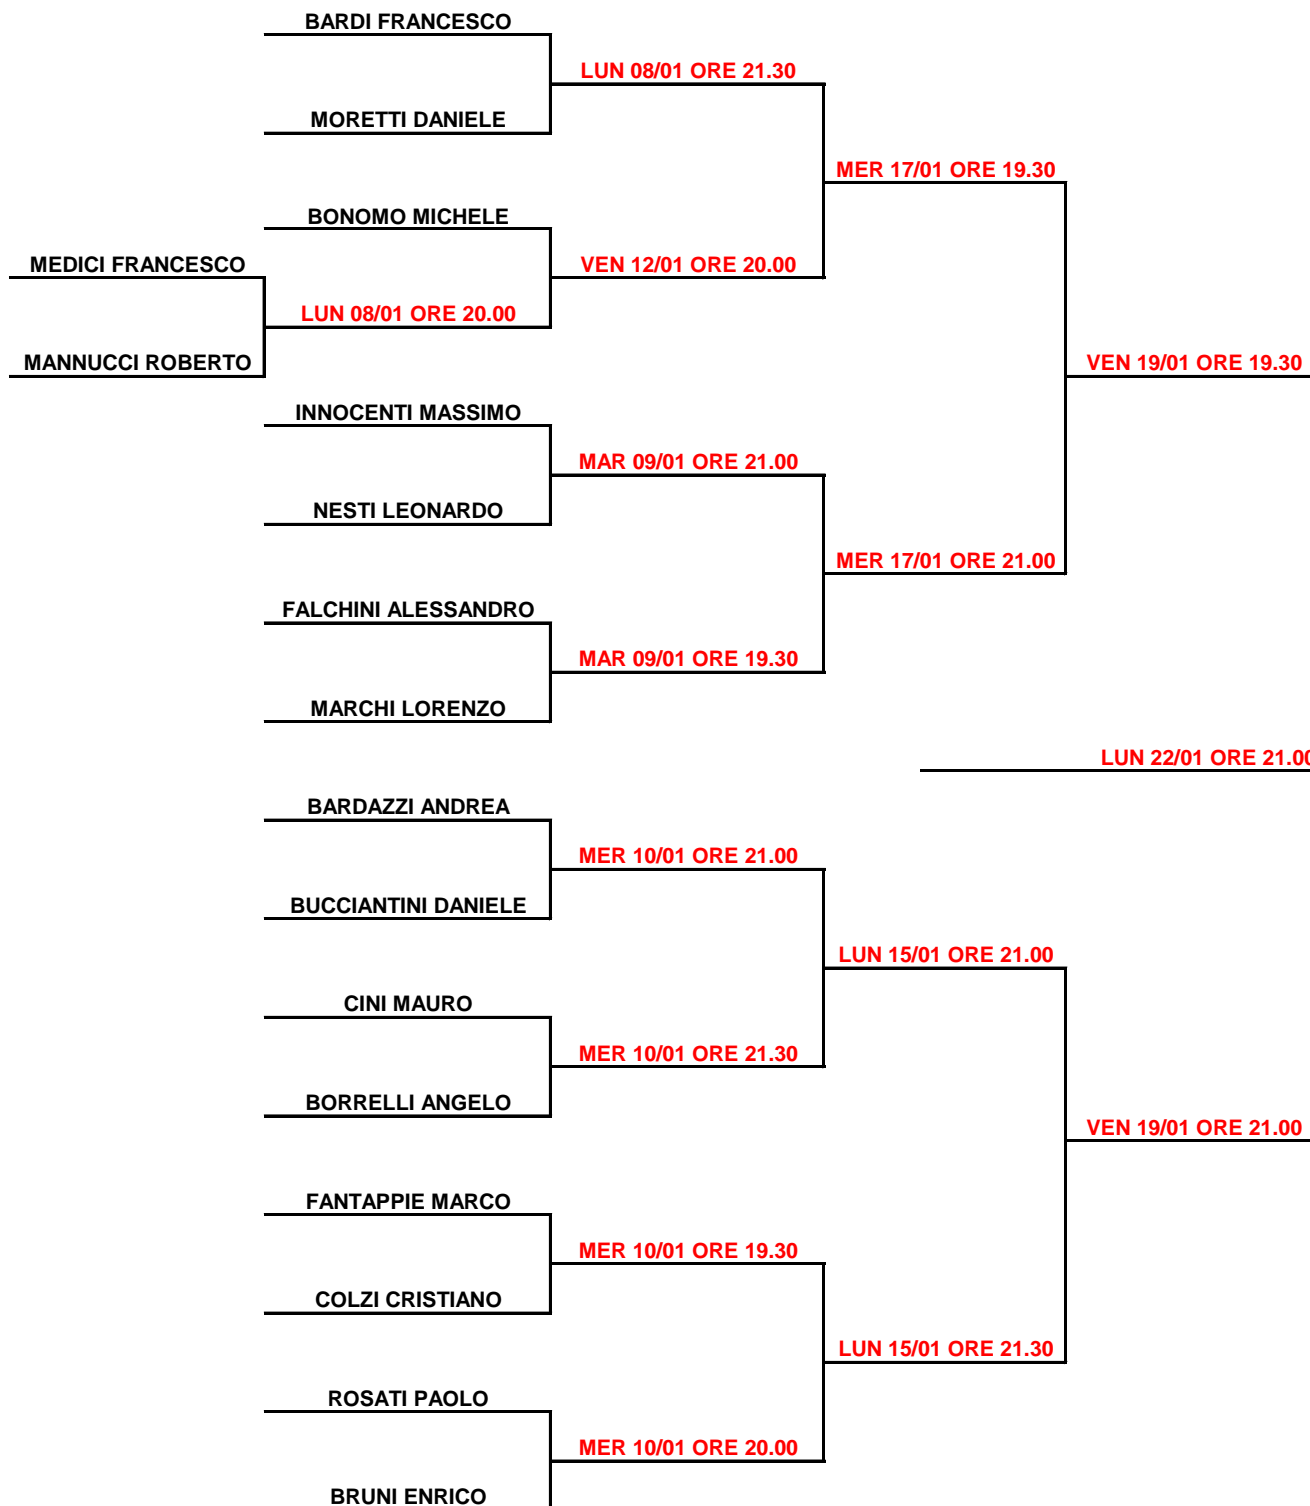 BARDI FRANCESCO
LUN 08/01 ORE 21.30
MORETTI DANIELE
MER 17/01 ORE 19.30
BONOMO MICHELE
MEDICI FRANCESCO
VEN 12/01 ORE 20.00
LUN 08/01 ORE 20.00
MANNUCCI ROBERTO
VEN 19/01 ORE 19.30
INNOCENTI MASSIMO
MAR 09/01 ORE 21.00
NESTI LEONARDO
MER 17/01 ORE 21.00
FALCHINI ALESSANDRO
MAR 09/01 ORE 19.30
MARCHI LORENZO
LUN 22/01 ORE 21.00
BARDAZZI ANDREA
MER 10/01 ORE 21.00
BUCCIANTINI DANIELE
LUN 15/01 ORE 21.00
CINI MAURO
MER 10/01 ORE 21.30
BORRELLI ANGELO
VEN 19/01 ORE 21.00
FANTAPPIE MARCO
MER 10/01 ORE 19.30
COLZI CRISTIANO
LUN 15/01 ORE 21.30
ROSATI PAOLO
MER 10/01 ORE 20.00
BRUNI ENRICO